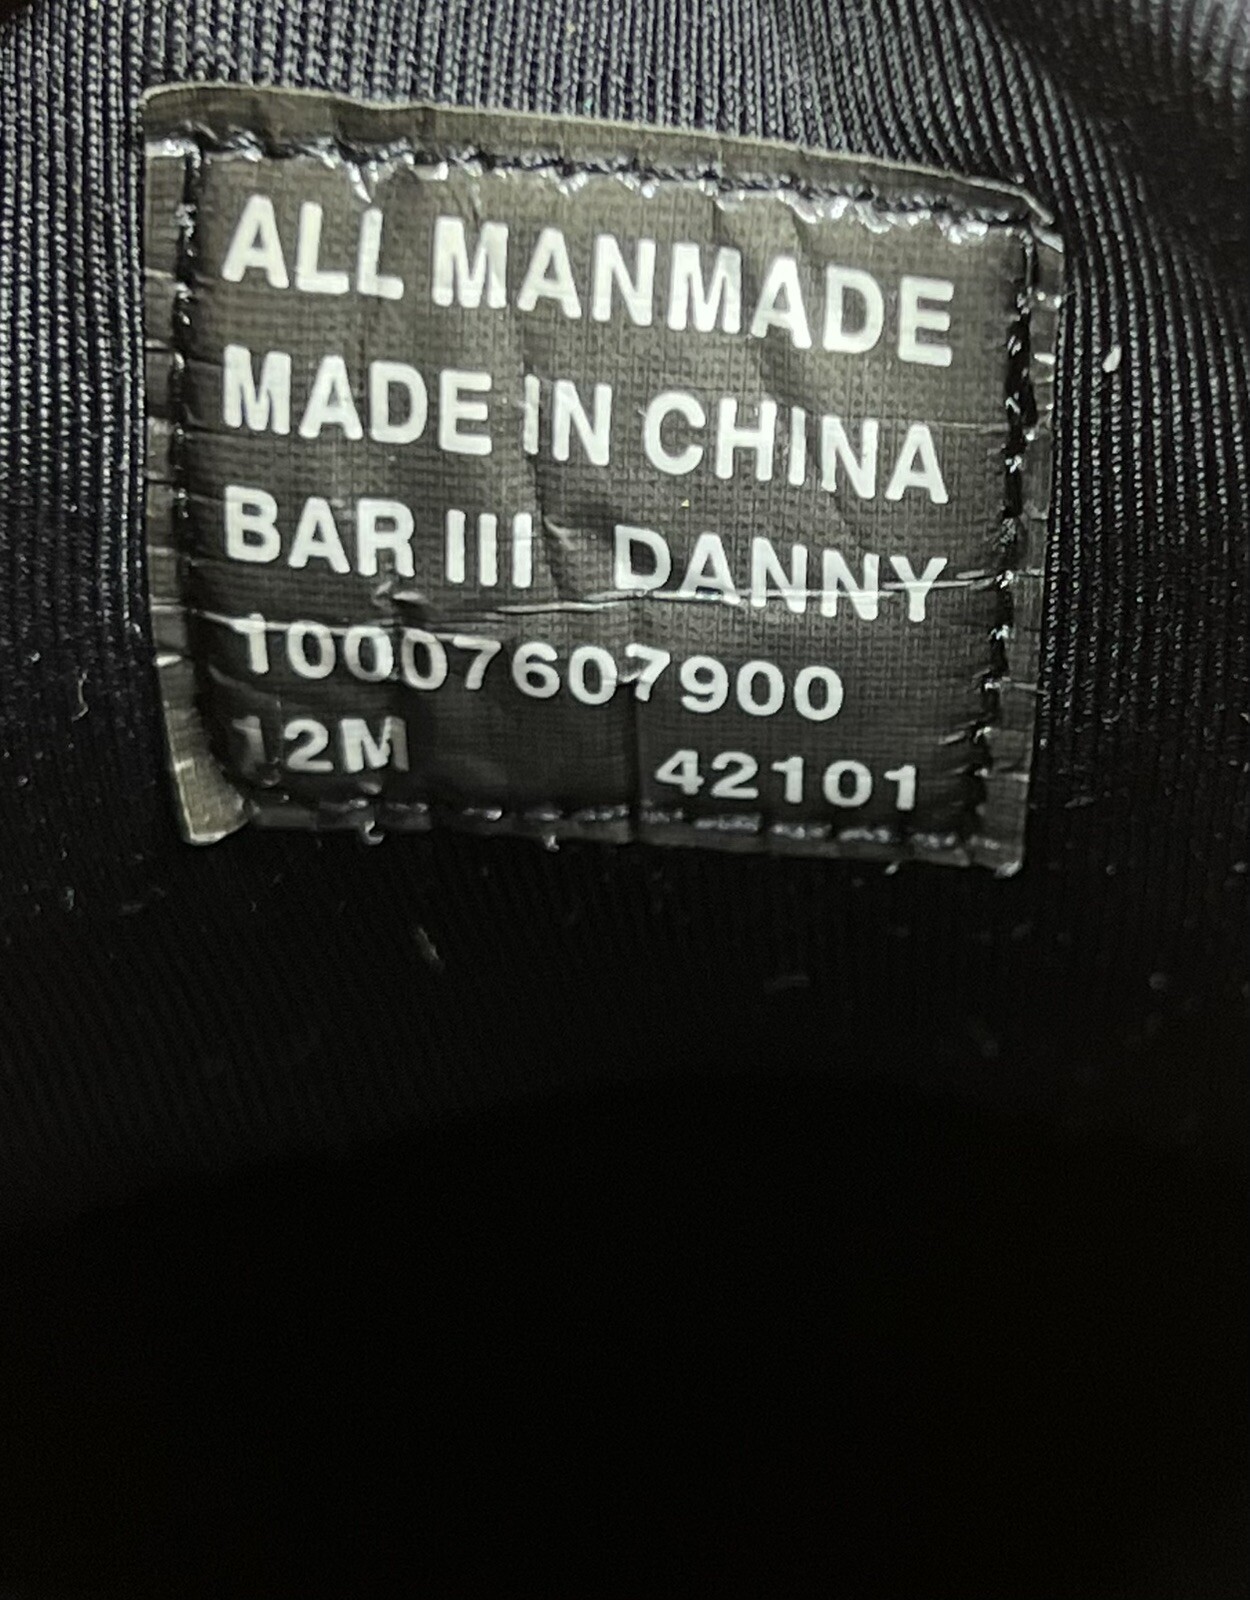 ALL MANMADE
MADE IN CHINA
BAR III DANNY
10007607900
12M 42101